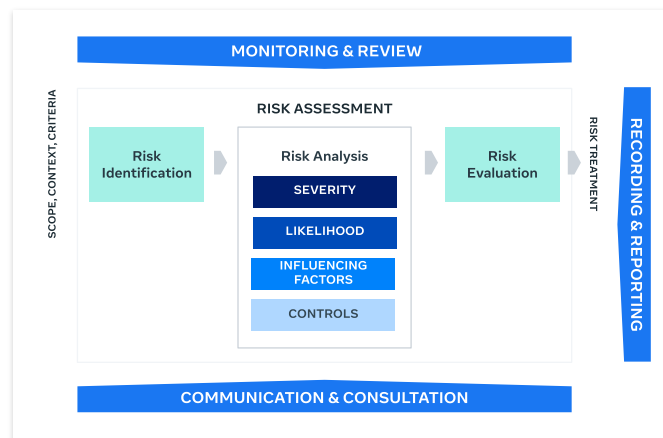 MONITORING & REVIEW
SCOPE, CONTEXT, CRITERIA
RISK ASSESSMENT
Risk
Identification
Risk Analysis
SEVERITY
LIKELIHOOD
INFLUENCING
FACTORS
CONTROLS
Risk
Evaluation
RISK TREATMENT
RECORDING & REPORTING
COMMUNICATION & CONSULTATION